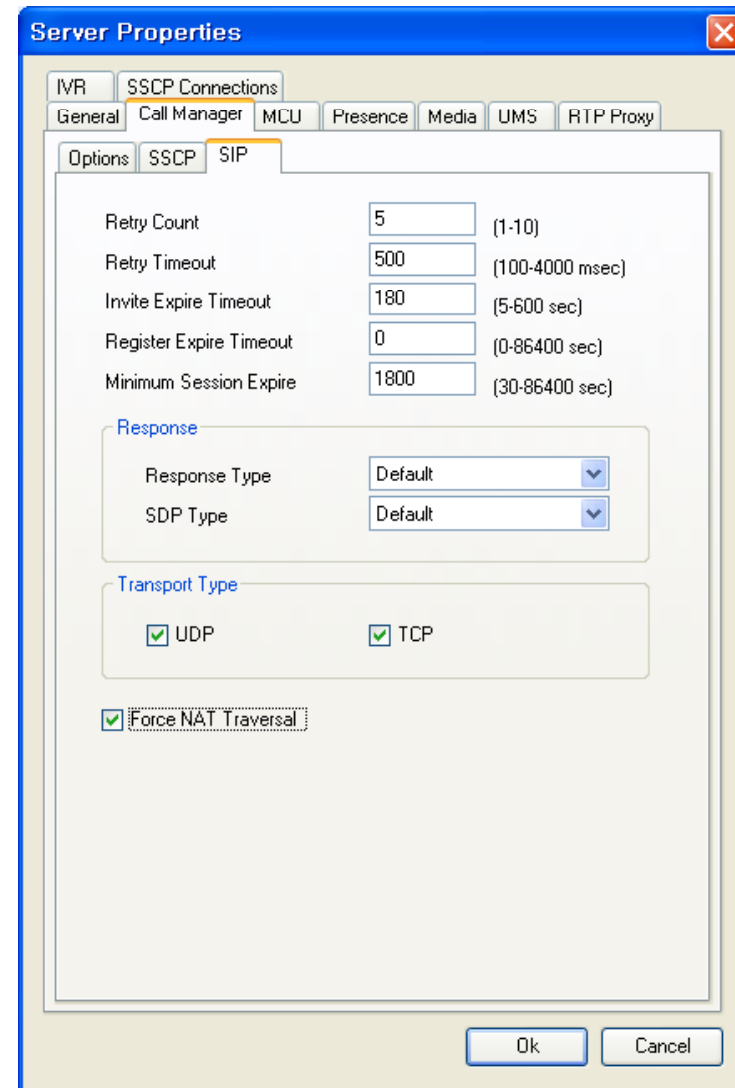 Server Properties
IVR SSCP Connections
General Call Manager MCU Presence Media UMS RTP Proxy
Options SSCP SIP
Retry Count 5 (1-10)
Retry Timeout 500 (100-4000 msec)
Invite Expire Timeout 180 (5-600 sec)
Register Expire Timeout 0 (0-86400 sec)
Minimum Session Expire 1800 (30-86400 sec)
Response
Response Type Default
SDP Type Default
Transport Type
UDP TCP
Force NAT Traversal
Ok Cancel